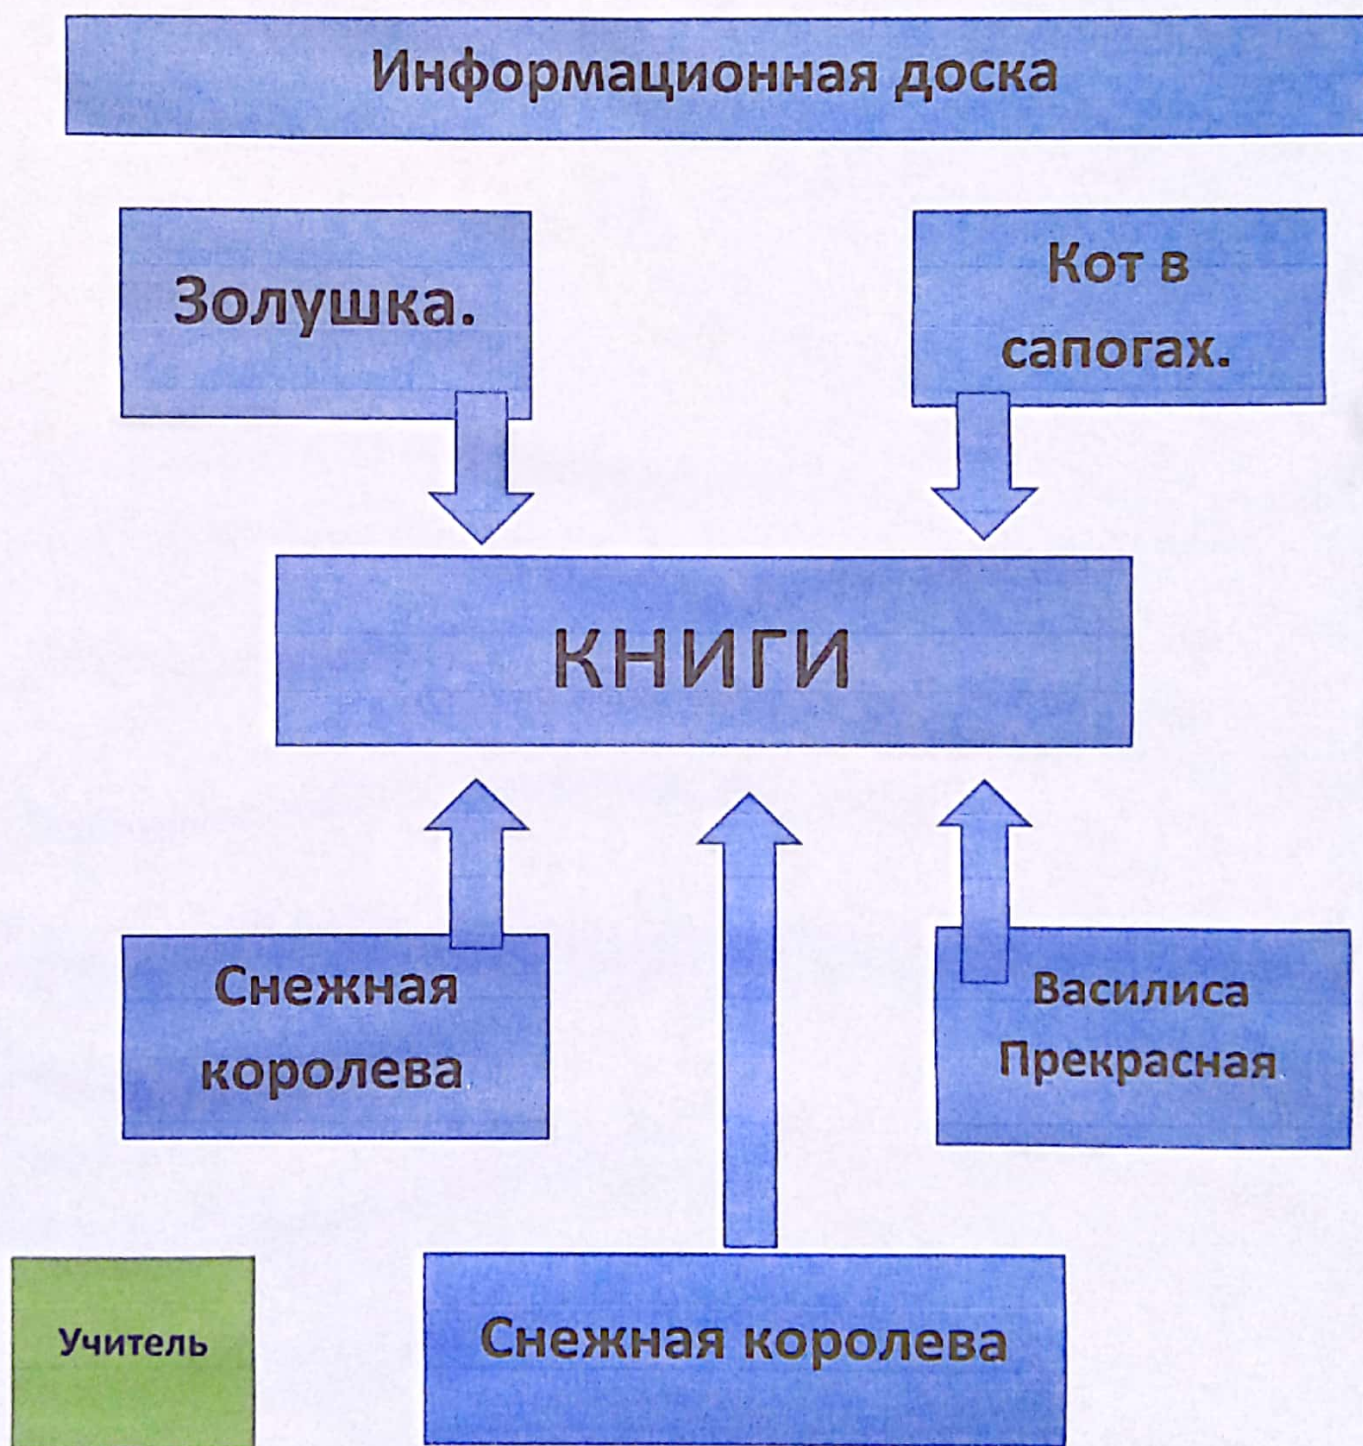 Информационная доска
Золушка.
Кот в
сапогах.
КНИГИ
Снежная
королева
Василиса
Прекрасная
Учитель
Снежная королева